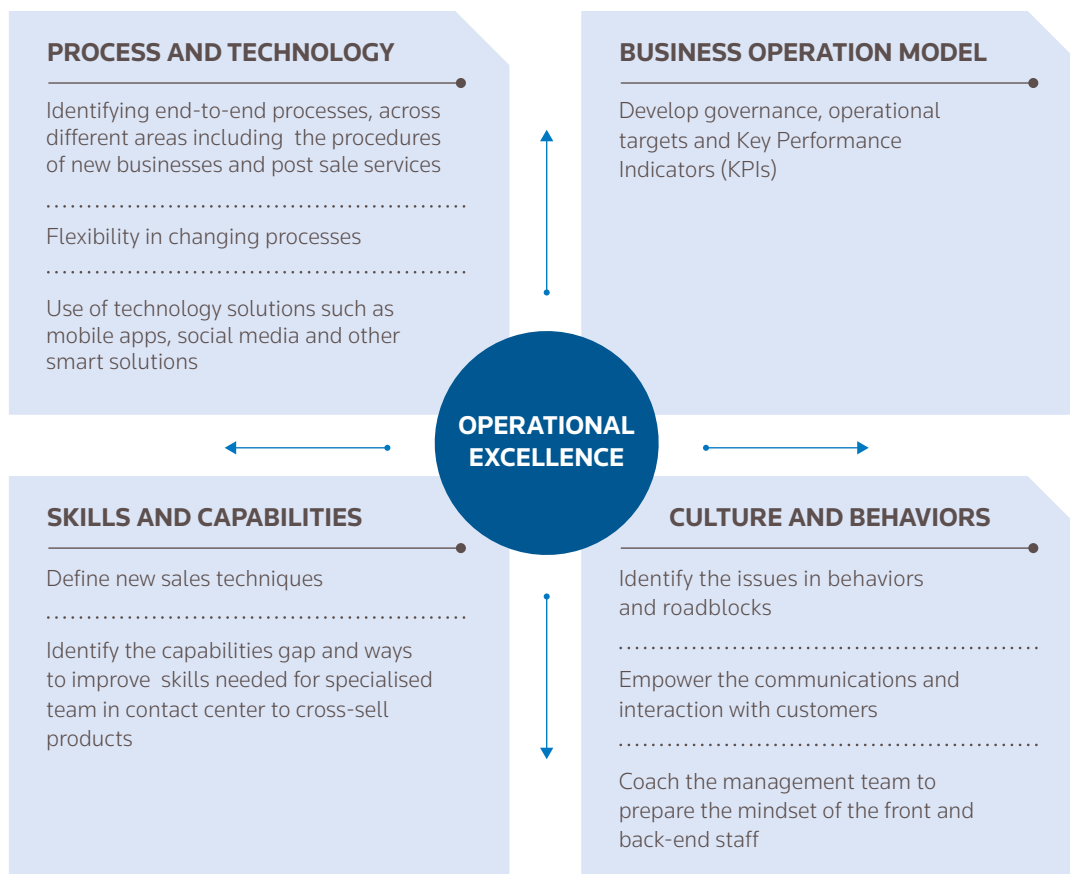 PROCESS AND TECHNOLOGY
Identifying end-to-end processes, across
different areas including  the procedures
of new businesses and post sale services
Flexibility in changing processes
Use of technology solutions such as
mobile apps, social media and other
smart solutions
BUSINESS OPERATION MODEL
Develop governance, operational
targets and Key Performance
Indicators (KPIs)
OPERATIONAL
EXCELLENCE
SKILLS AND CAPABILITIES
Define new sales techniques
Identify the capabilities gap and ways
to improve  skills needed for specialised
team in contact center to cross-sell
products
CULTURE AND BEHAVIORS
Identify the issues in behaviors
and roadblocks
Empower the communications and
interaction with customers
Coach the management team to
prepare the mindset of the front and
back-end staff